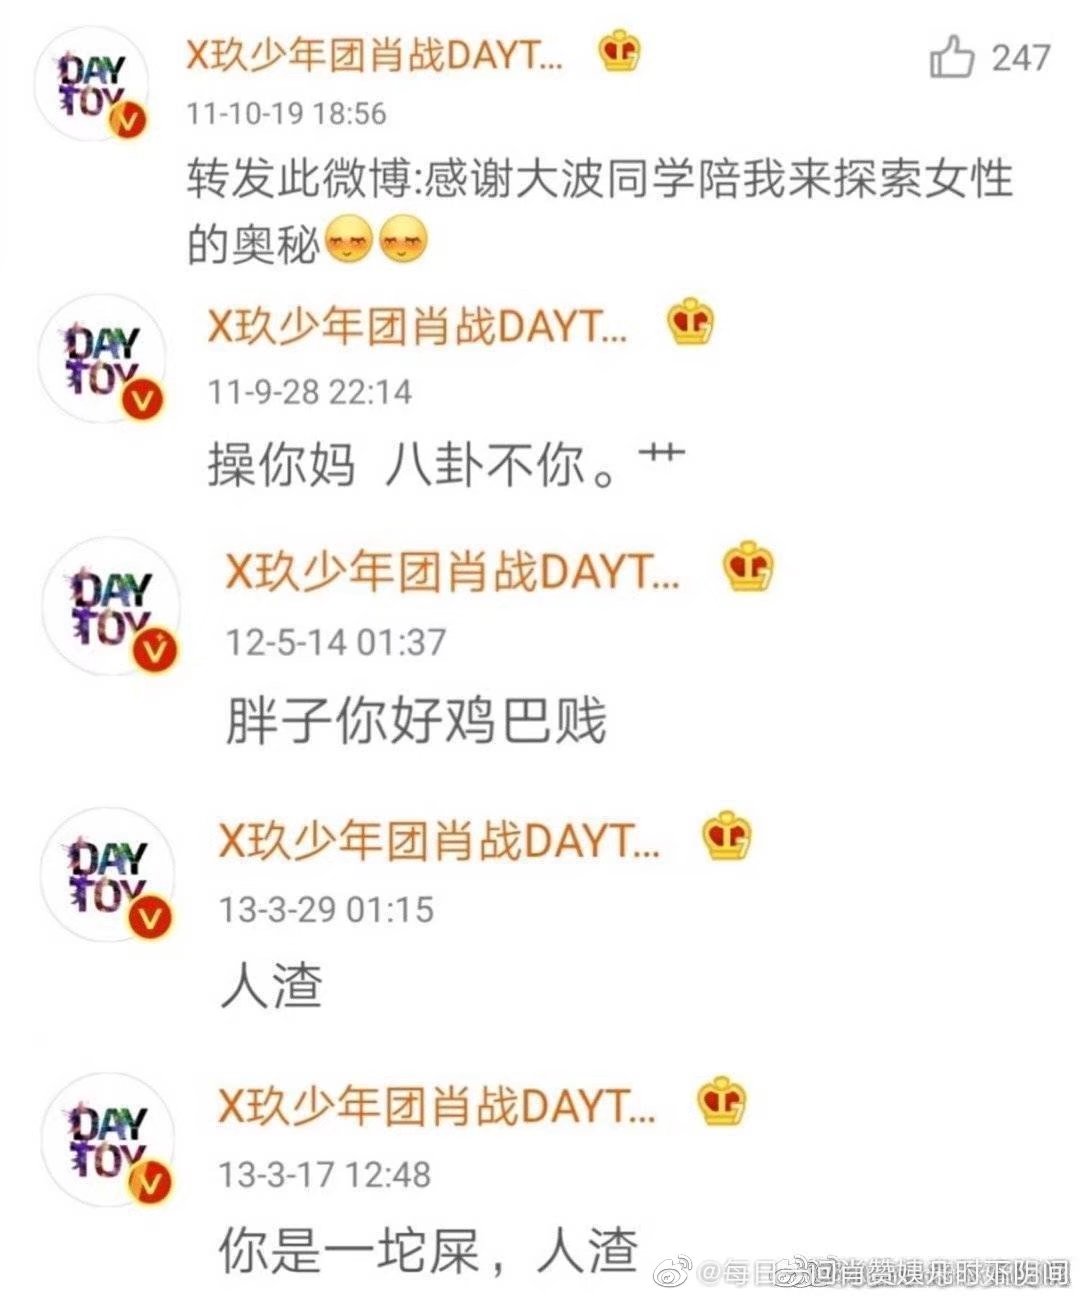 DAY
TOY
X玖少年团肖战DAYT...
247
11-10-19 18:56
转发此微博:感谢大波同学陪我来探索女性
的奥秘
DAY
TOY
X玖少年团肖战DAYT...
11-9-28 22:14
操你妈 八卦不你。艹
DAY
TOY
X玖少年团肖战DAYT...
12-5-14 01:37
胖子你好鸡巴贱
DAY
TOY
X玖少年团肖战DAYT...
13-3-29 01:15
人渣
DAY
TOY
X玖少年团肖战DAYT...
13-3-17 12:48
你是一坨屎，人渣
@每日